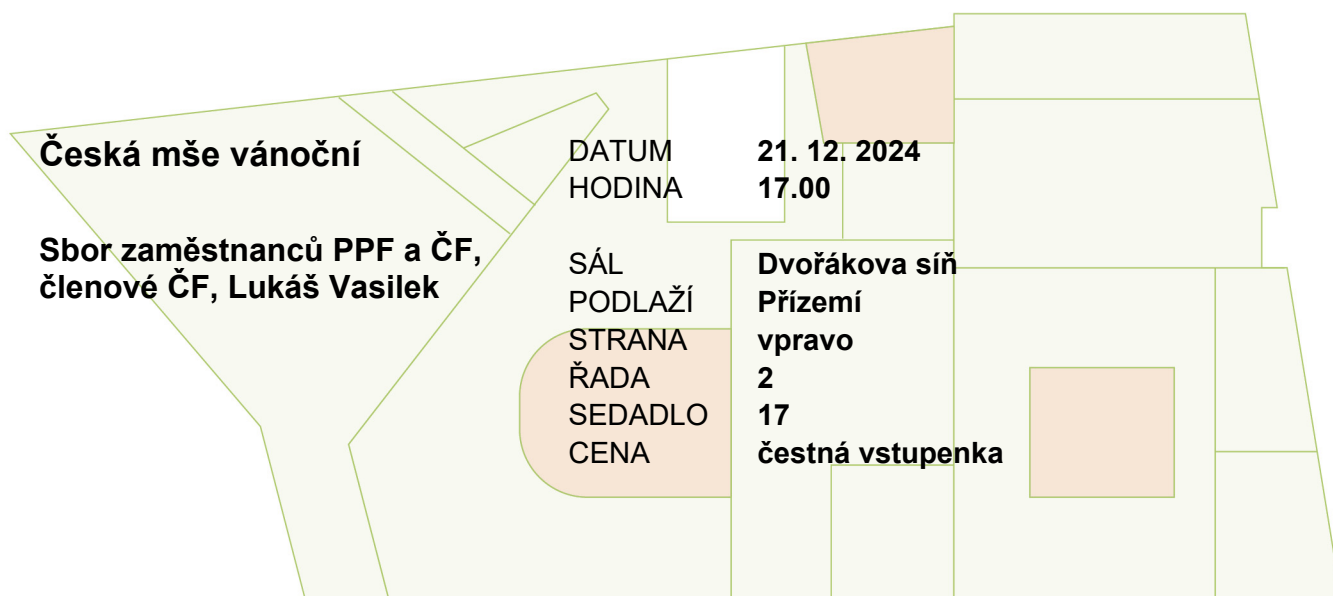 Česká mše vánoční
Sbor zaměstnanců PPF a ČF,
členové ČF, Lukáš Vasilek
DATUM 21. 12. 2024
HODINA 17.00
SÁL Dvořákova síň
PODLAŽÍ Přízemí
STRANA vpravo
ŘADA 2
SEDADLO 17
CENA čestná vstupenka